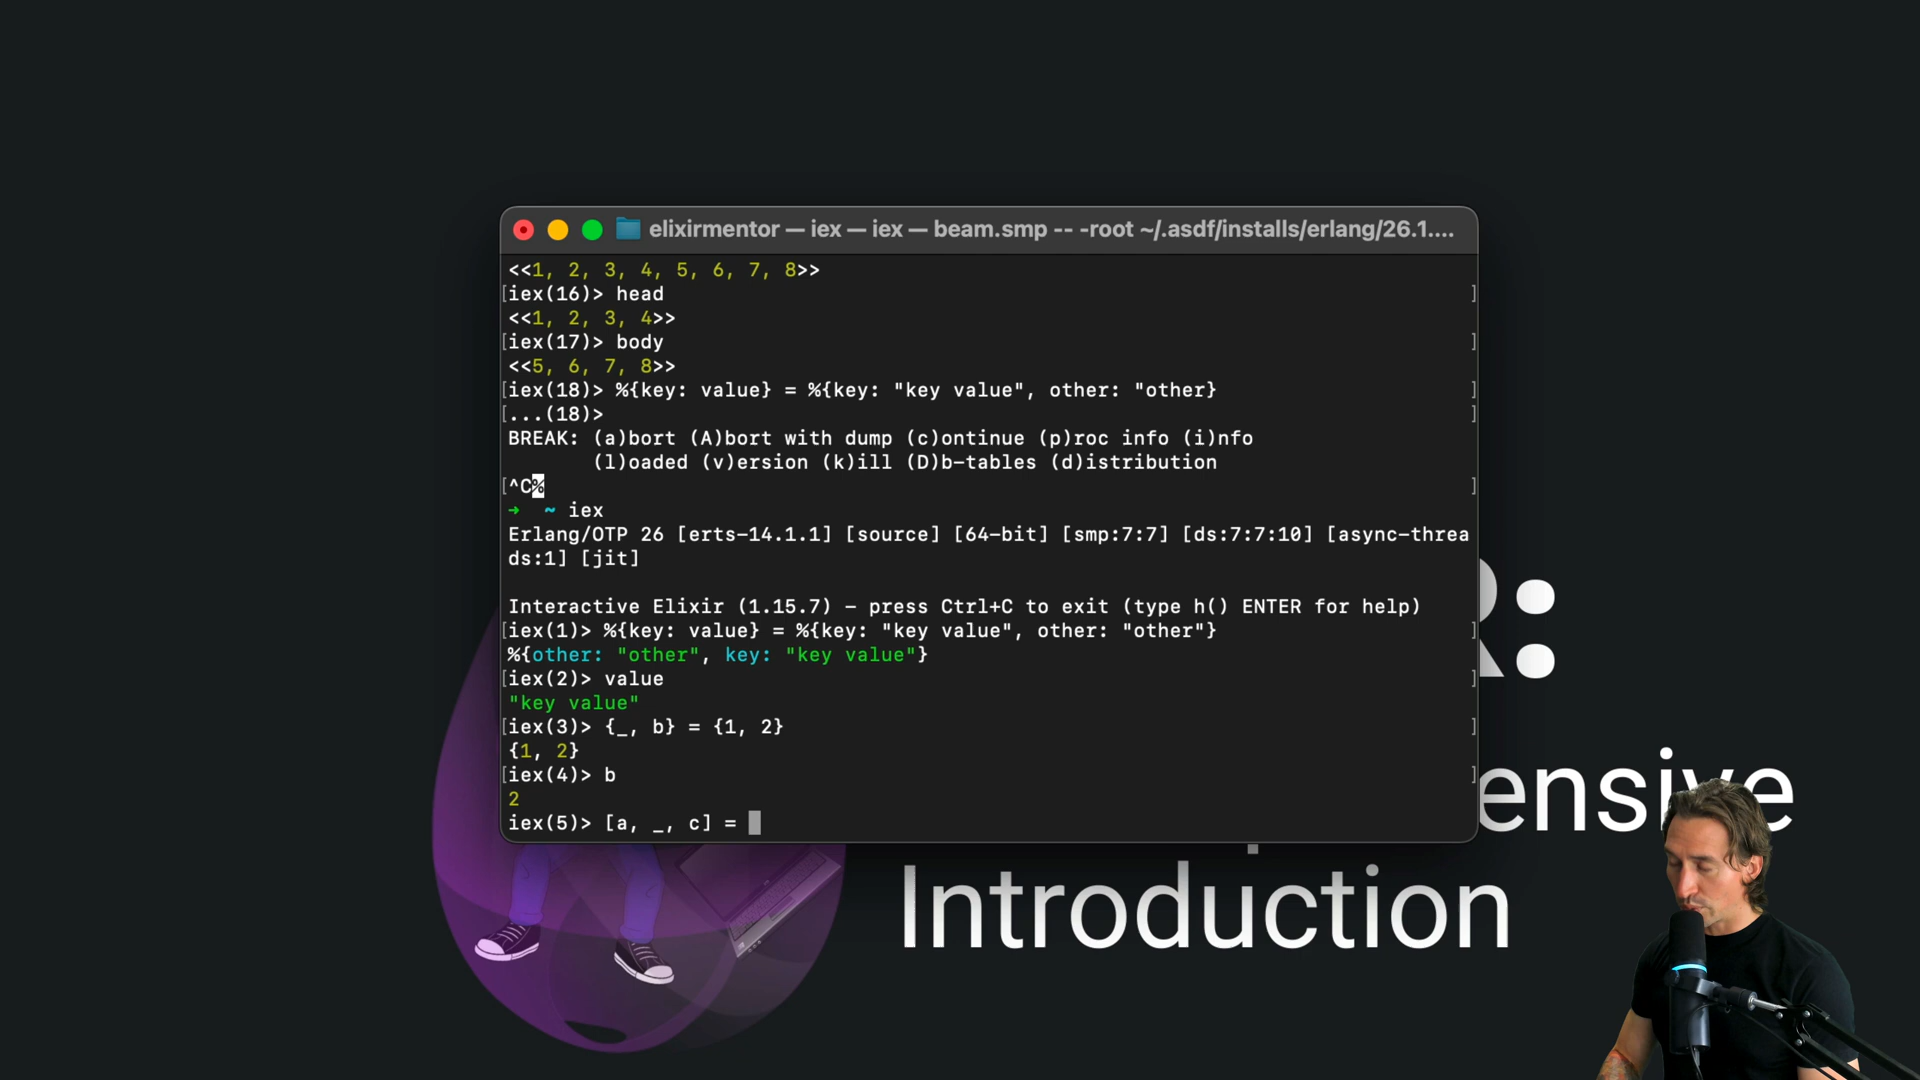 elixirmentor — iex — iex — beam.smp -- -root ~/.asdf/installs/erlang/26.1....
<<1, 2, 3, 4, 5, 6, 7, 8>>
[iex(16)> head ]
<<1, 2, 3, 4>>
[iex(17)> body ]
<<5, 6, 7, 8>>
[iex(18)> %{key: value} = %{key: "key value", other: "other} ]
[...(18)> ]
BREAK: (a)bort (A)bort with dump (c)ontinue (p)roc info (i)nfo
(l)oaded (v)ersion (k)ill (D)b-tables (d)istribution
[^C% ]
➜ ~ iex
Erlang/OTP 26 [erts-14.1.1] [source] [64-bit] [smp:7:7] [ds:7:7:10] [async-threa
ds:1] [jit]
Interactive Elixir (1.15.7) - press Ctrl+C to exit (type h() ENTER for help)
[iex(1)> %{key: value} = %{key: "key value", other: "other"} ]
%{other: "other", key: "key value"}
[iex(2)> value ]
"key value"
[iex(3)> {_, b} = {1, 2} ]
{1, 2}
[iex(4)> b ]
2
iex(5)> [a, _, c] =
R:
ensive
Introduction